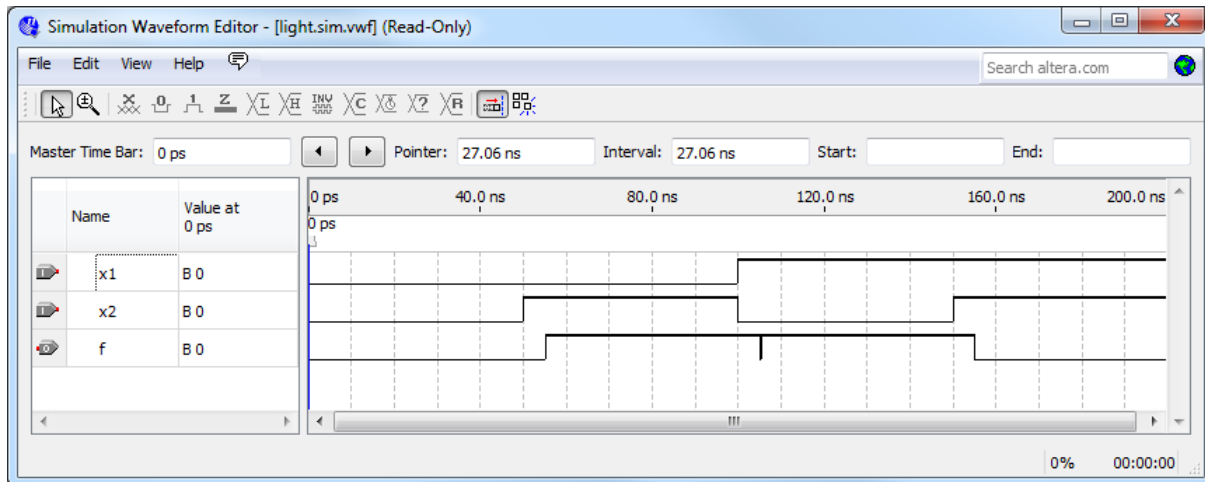 Simulation Waveform Editor - [light.sim.vwf] (Read-Only)
File Edit View Help Search altera.com
Master Time Bar: 0 ps Pointer: 27.06 ns Interval: 27.06 ns Start: End:
Name Value at 0 ps
0 ps 40.0 ns 80.0 ns 120.0 ns 160.0 ns 200.0 ns
0 ps
x1 B 0
x2 B 0
f B 0
0% 00:00:00